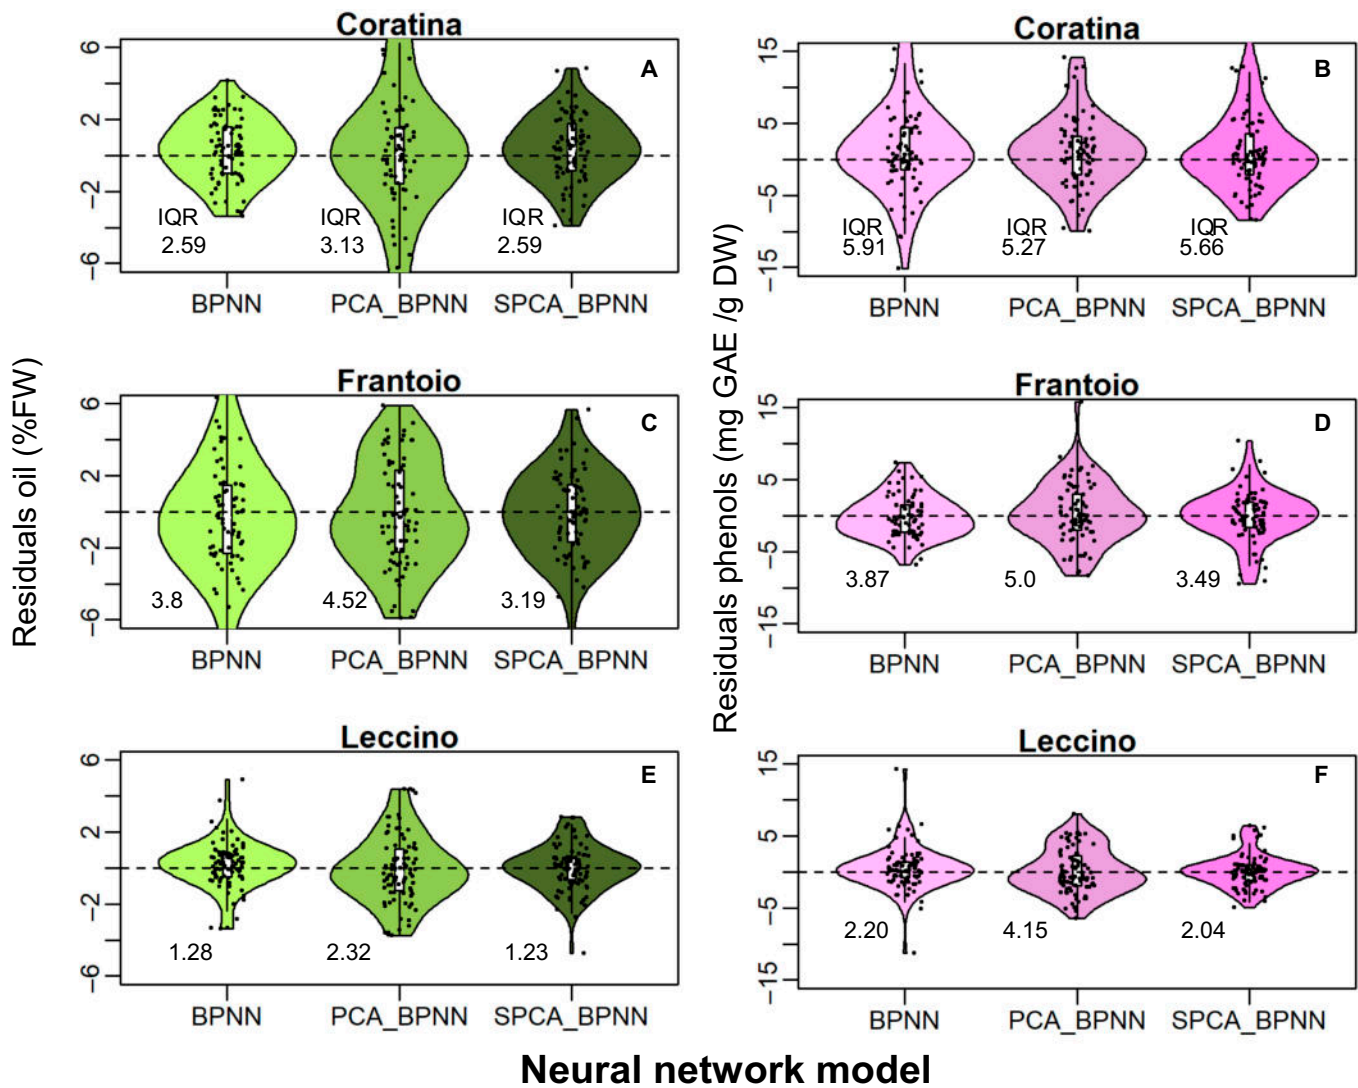 Coratina
6
2
−2
−6
A
IQR
2.59
IQR
3.13
IQR
2.59
BPNN
PCA_BPNN
SPCA_BPNN
Coratina
15
5
−5
−15
B
IQR
5.91
IQR
5.27
IQR
5.66
BPNN
PCA_BPNN
SPCA_BPNN
Residuals oil (%FW)
Residuals phenols (mg GAE /g DW)
Frantoio
6
2
−2
−6
C
3.8
4.52
3.19
BPNN
PCA_BPNN
SPCA_BPNN
Frantoio
15
5
−5
−15
D
3.87
5.0
3.49
BPNN
PCA_BPNN
SPCA_BPNN
Leccino
6
2
−2
−6
E
1.28
2.32
1.23
BPNN
PCA_BPNN
SPCA_BPNN
Leccino
15
5
−5
−15
F
2.20
4.15
2.04
BPNN
PCA_BPNN
SPCA_BPNN
Neural network model